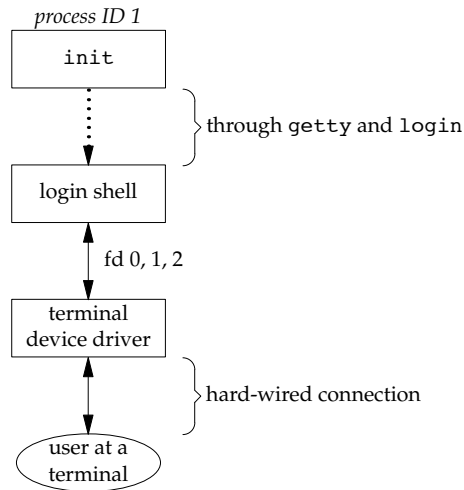 process ID 1
init
through getty and login
login shell
fd 0, 1, 2
terminal
device driver
hard-wired connection
user at a
terminal